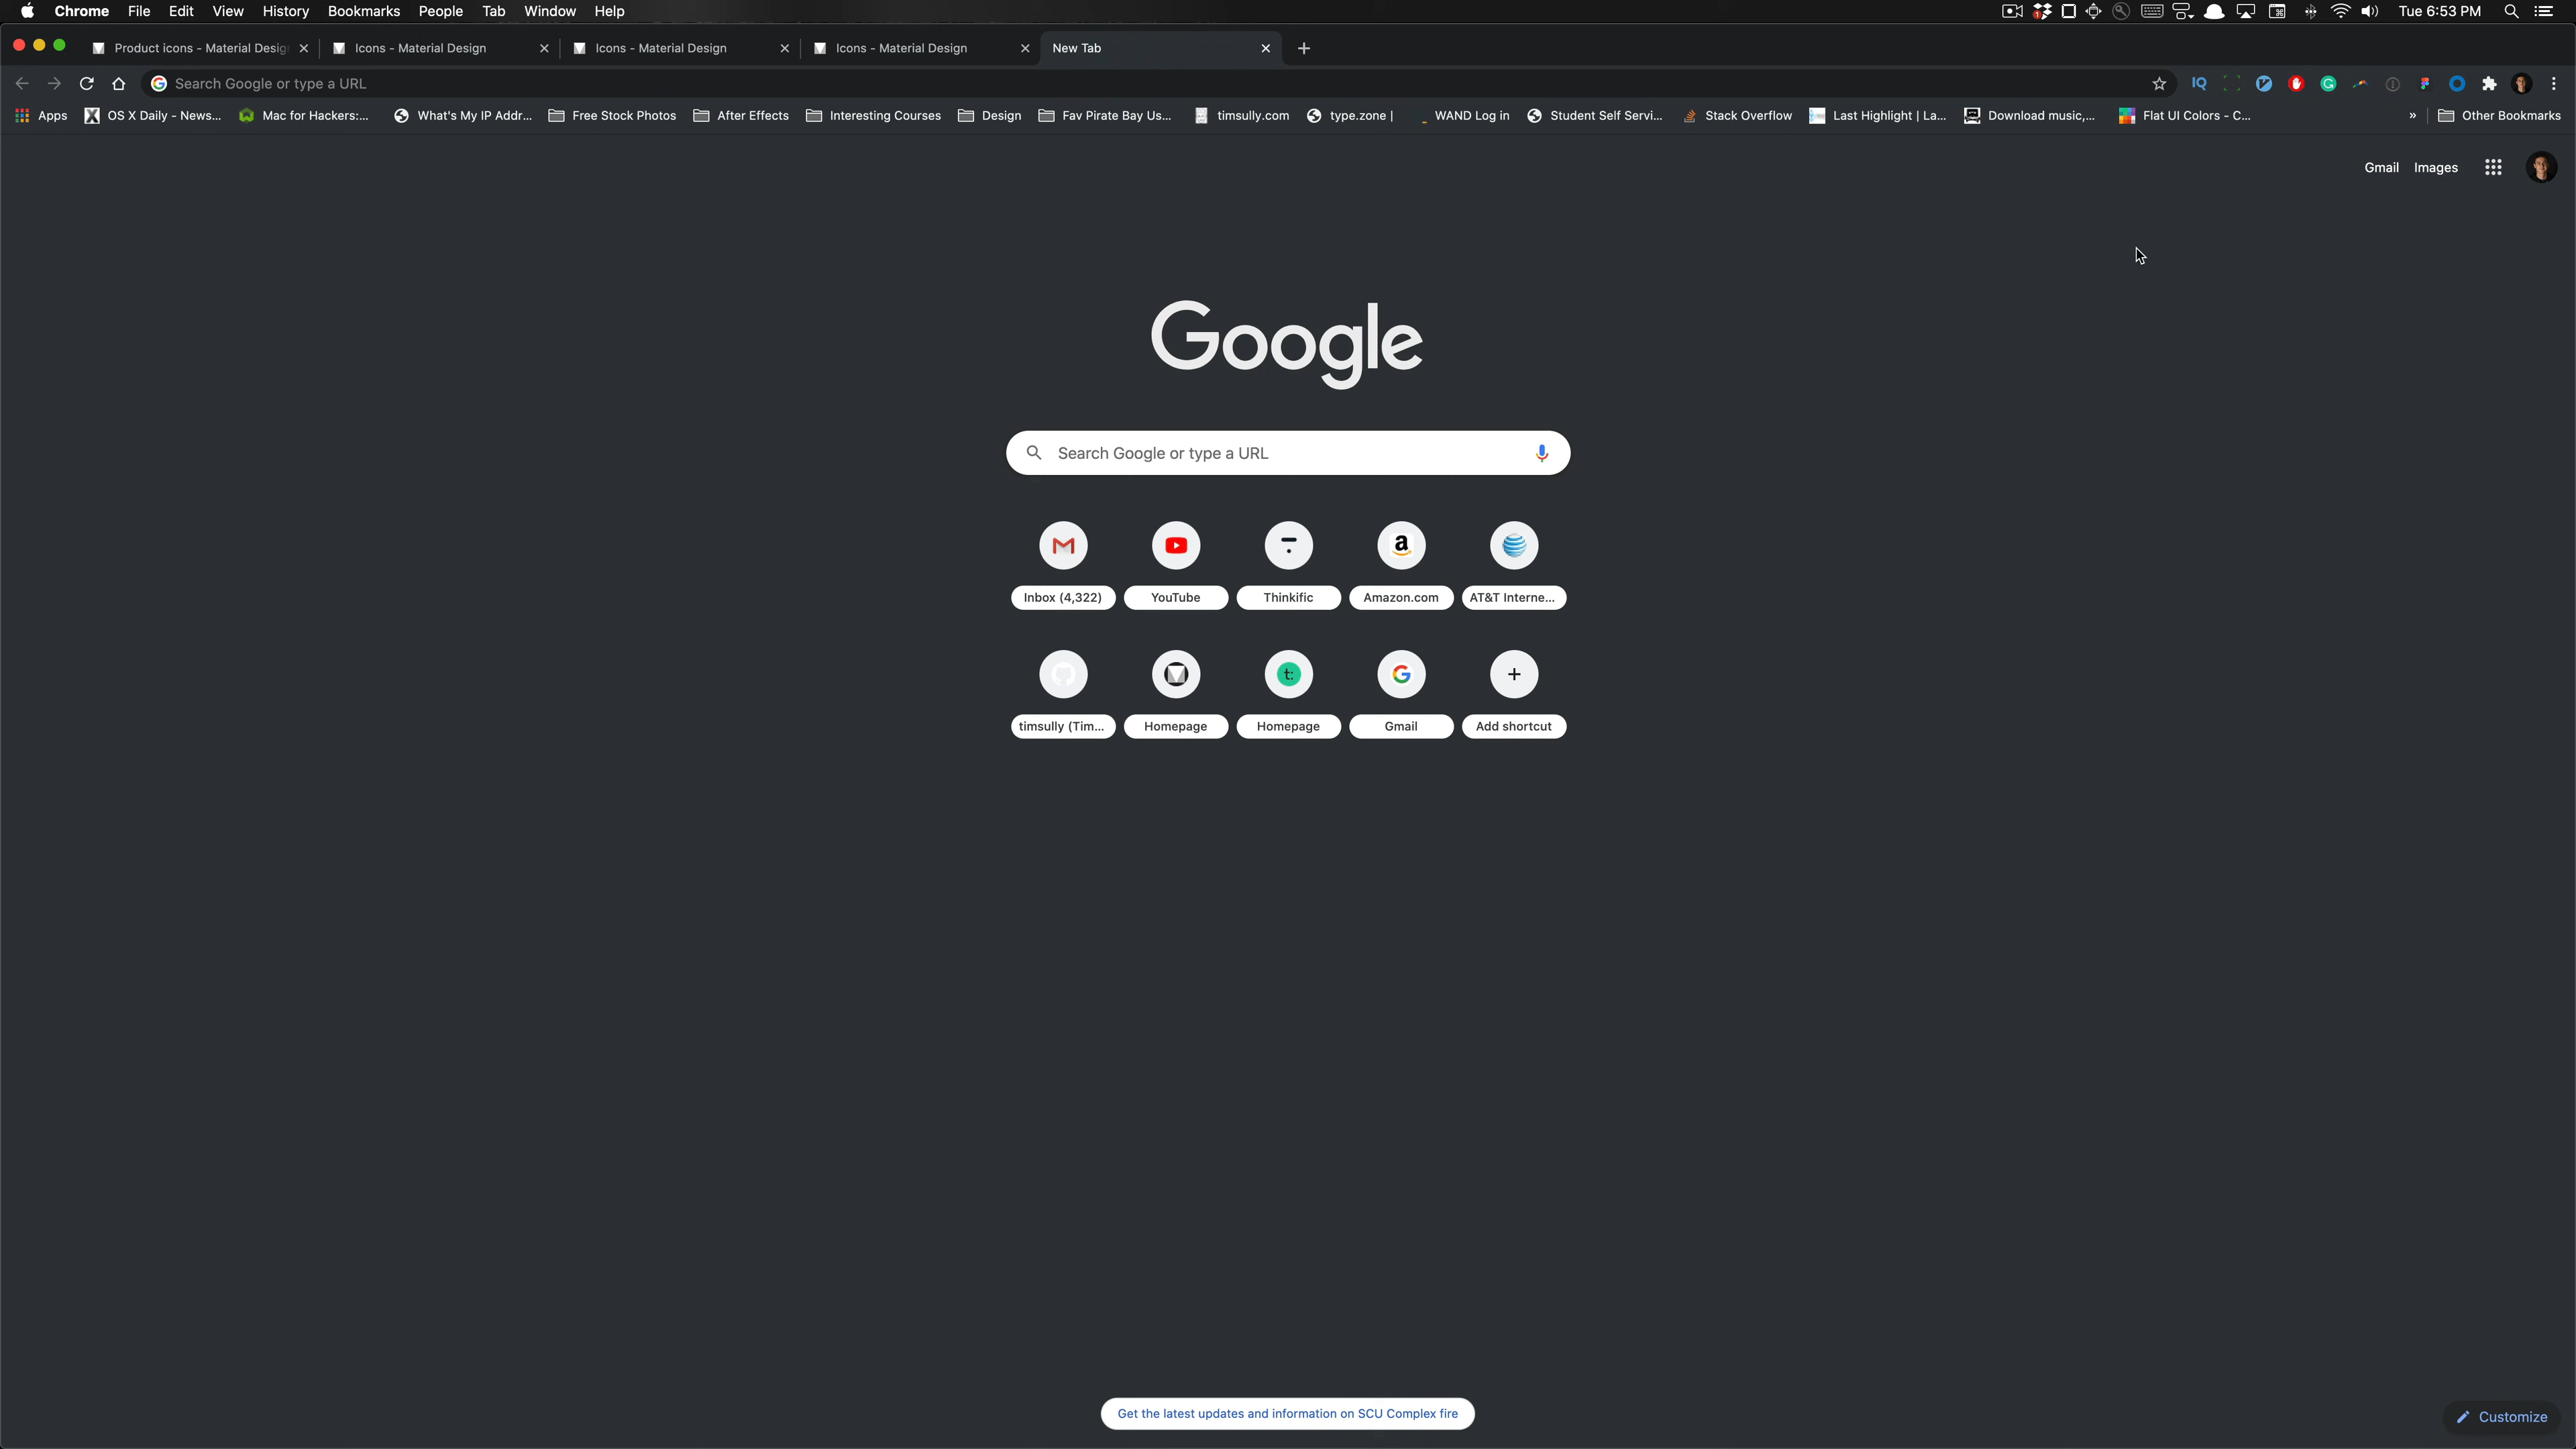 Chrome File Edit View History Bookmarks People Tab Window Help Tue 6:53 PM
Product icons - Material Desig Icons - Material Design Icons - Material Design Icons - Material Design New Tab
Search Google or type a URL
Apps OS X Daily - News... Mac for Hackers:... What's My IP Addr... Free Stock Photos After Effects Interesting Courses Design Fav Pirate Bay Us... timsully.com type.zone | WAND Log in Student Self Servi... Stack Overflow Last Highlight | La... Download music,... Flat UI Colors - C... » Other Bookmarks
Gmail Images
Google
Search Google or type a URL
Inbox (4,322) YouTube Thinkific Amazon.com AT&T Interne...
timsully (Tim... Homepage Homepage Gmail Add shortcut
Get the latest updates and information on SCU Complex fire
Customize